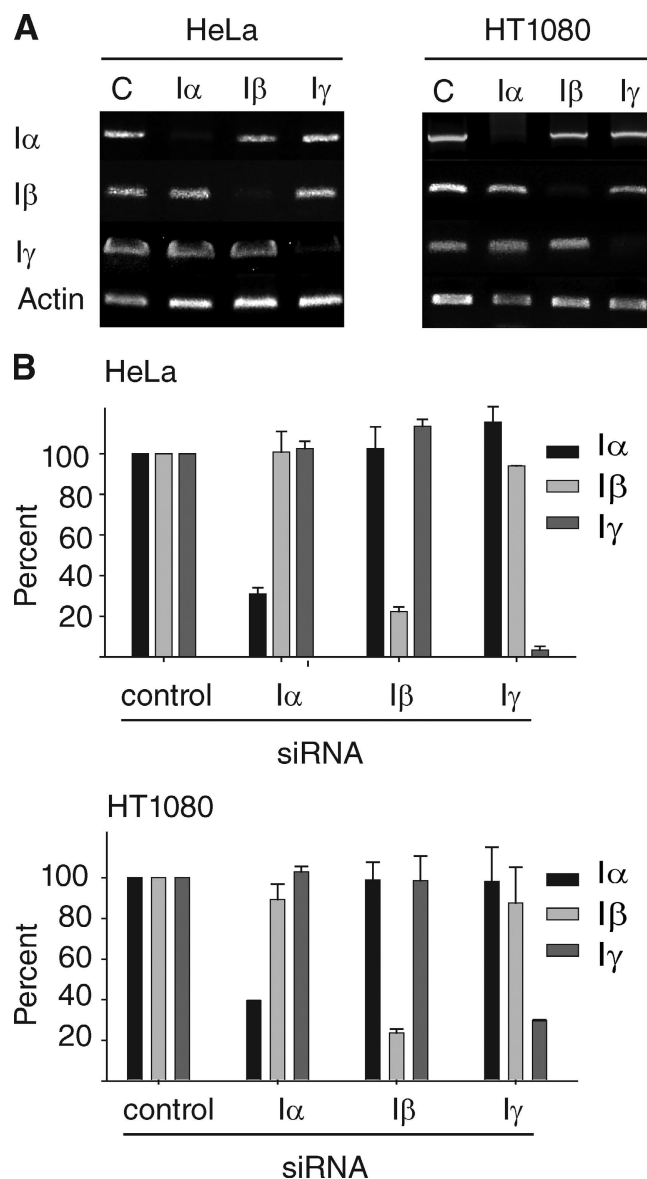 A
HeLa HT1080
C Iα Iβ Iγ C Iα Iβ Iγ
Iα
Iβ
Iγ
Actin
B
HeLa
Percent
100
80
60
40
20
Iα
Iβ
Iγ
control Iα Iβ Iγ
siRNA
HT1080
Percent
100
80
60
40
20
Iα
Iβ
Iγ
control Iα Iβ Iγ
siRNA